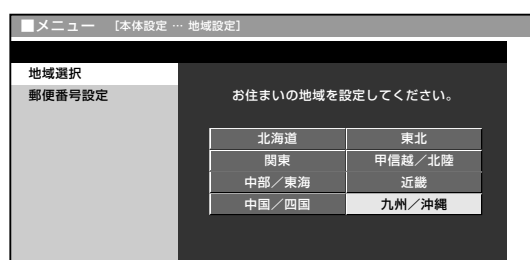 ■メニュー [本体設定 … 地域設定]
地域選択
郵便番号設定
お住まいの地域を設定してください。
北海道 東北
関東 甲信越／北陸
中部／東海 近畿
中国／四国 九州／沖縄